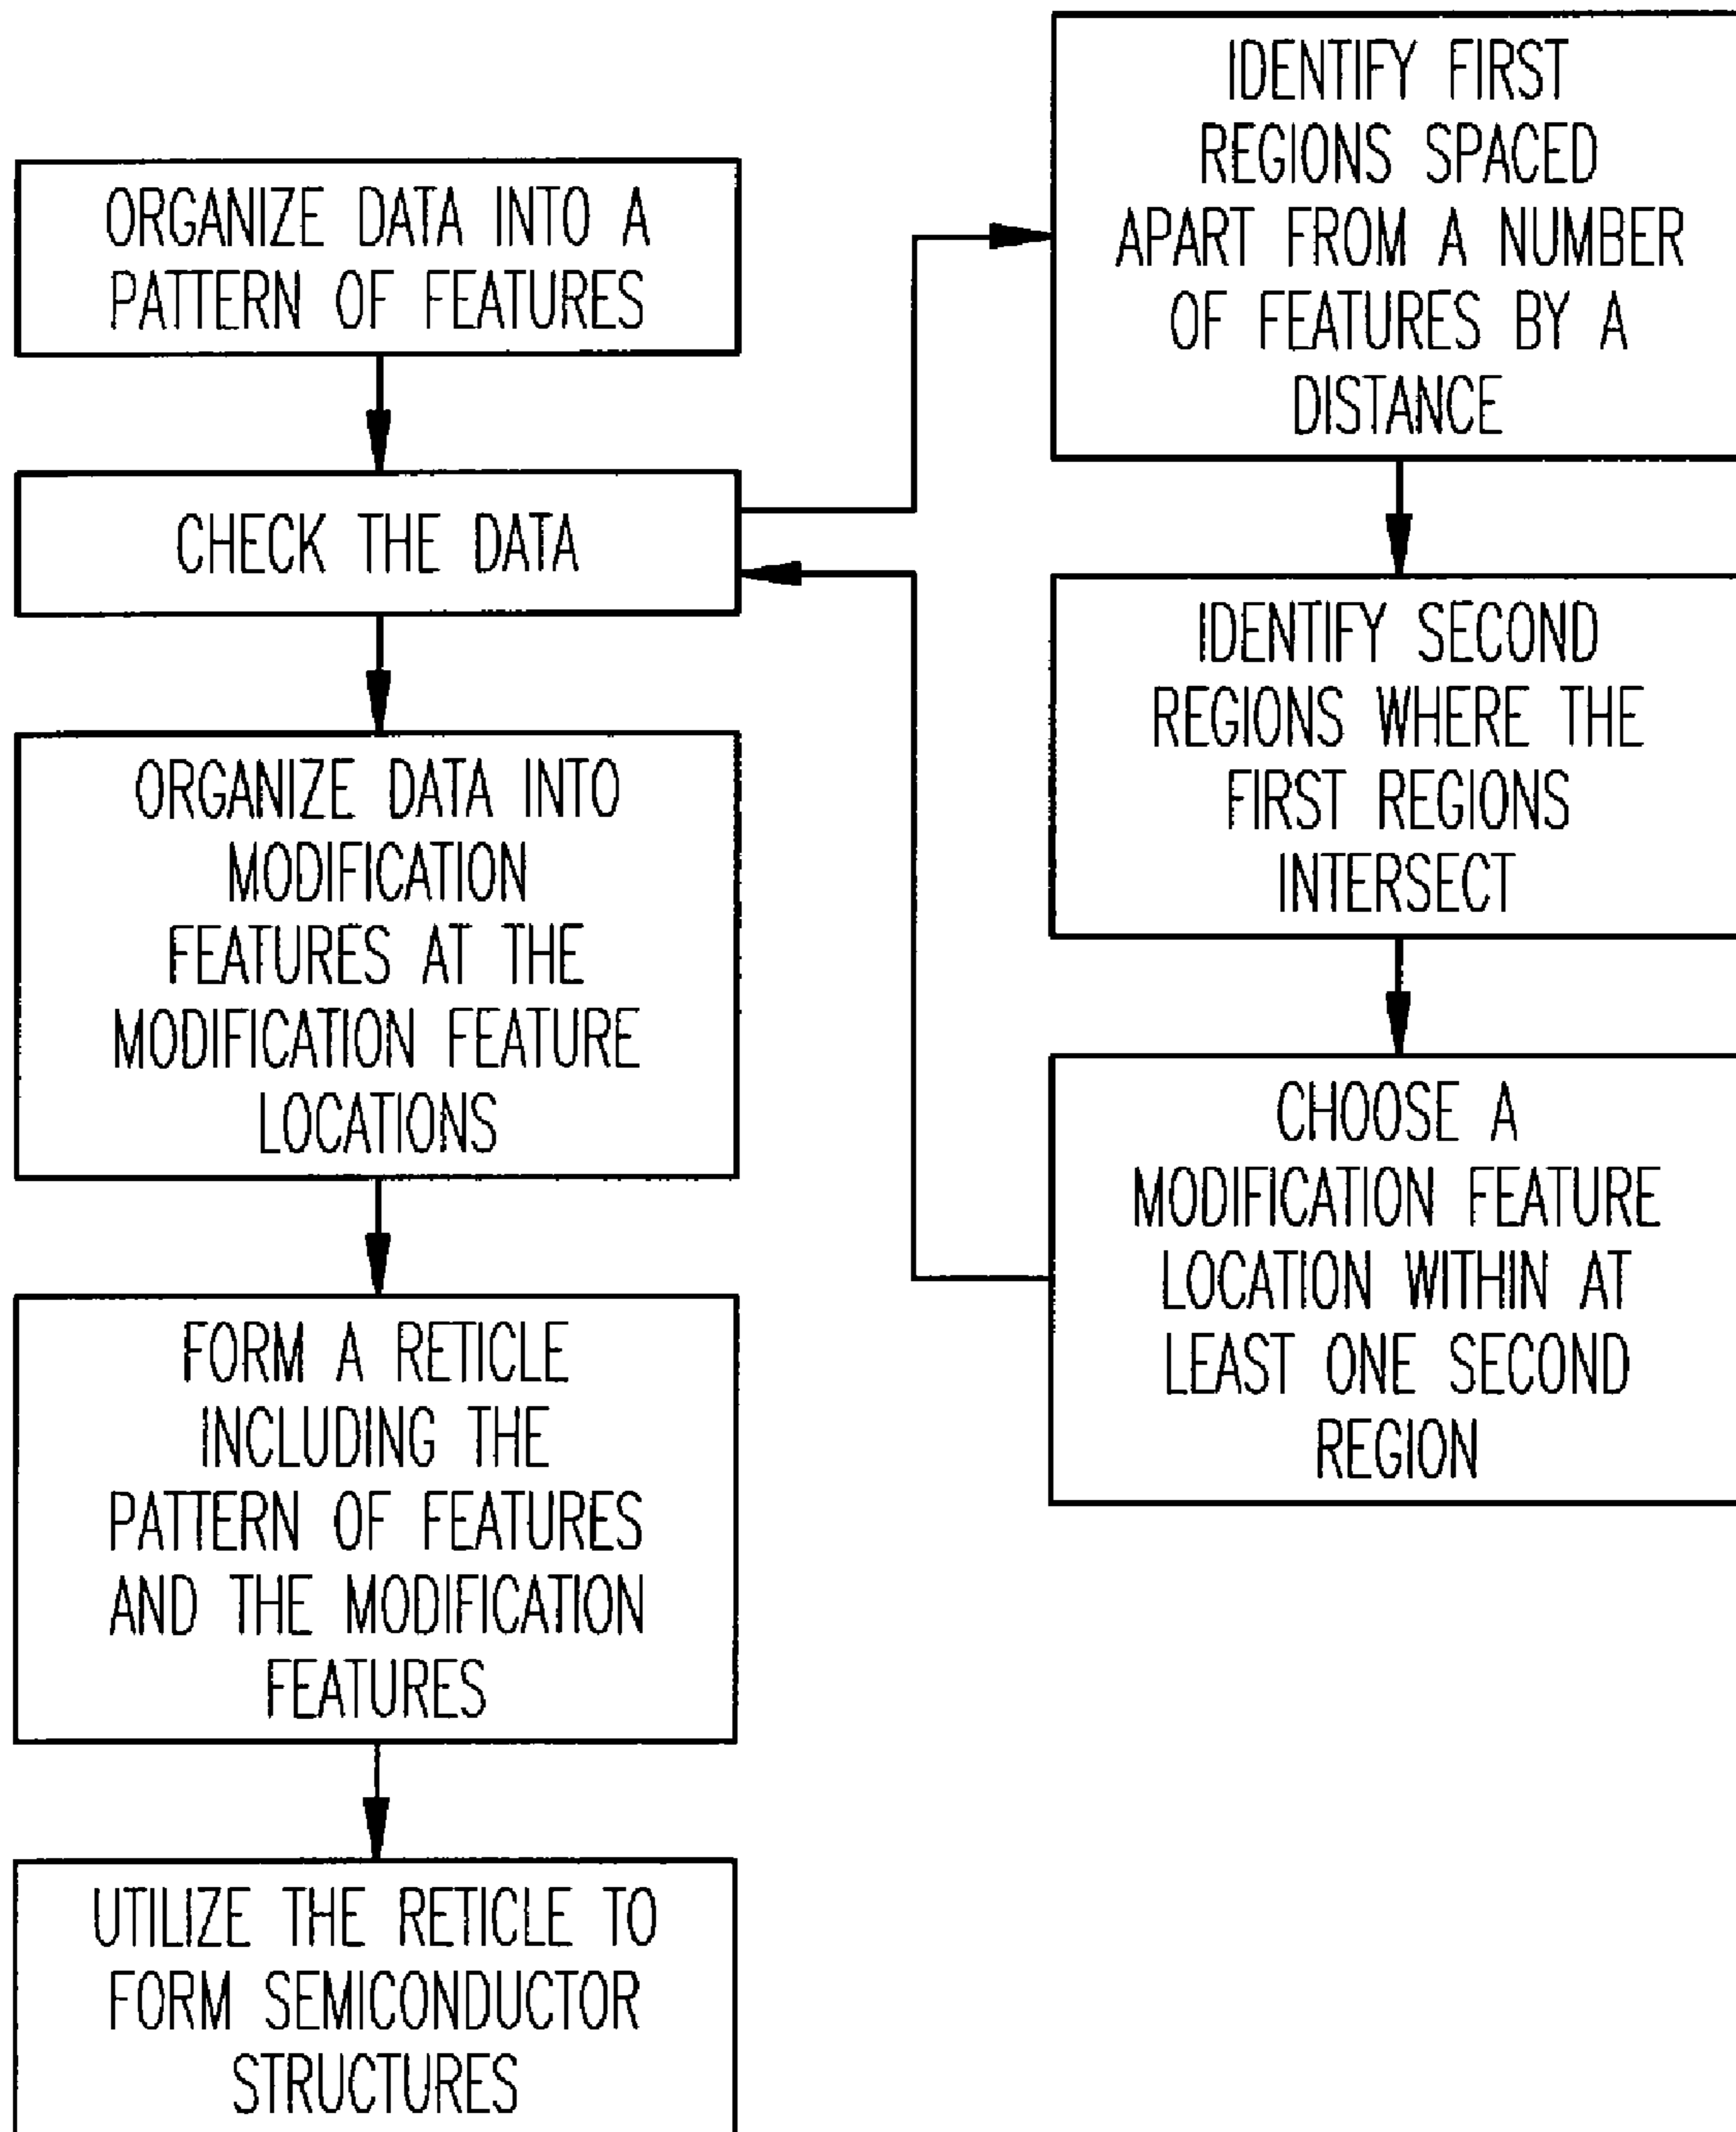 ORGANIZE DATA INTO A
PATTERN OF FEATURES
CHECK THE DATA
ORGANIZE DATA INTO
MODIFICATION
FEATURES AT THE
MODIFICATION FEATURE
LOCATIONS
FORM A RETICLE
INCLUDING THE
PATTERN OF FEATURES
AND THE MODIFICATION
FEATURES
UTILIZE THE RETICLE TO
FORM SEMICONDUCTOR
STRUCTURES
IDENTIFY FIRST
REGIONS SPACED
APART FROM A NUMBER
OF FEATURES BY A
DISTANCE
IDENTIFY SECOND
REGIONS WHERE THE
FIRST REGIONS
INTERSECT
CHOOSE A
MODIFICATION FEATURE
LOCATION WITHIN AT
LEAST ONE SECOND
REGION